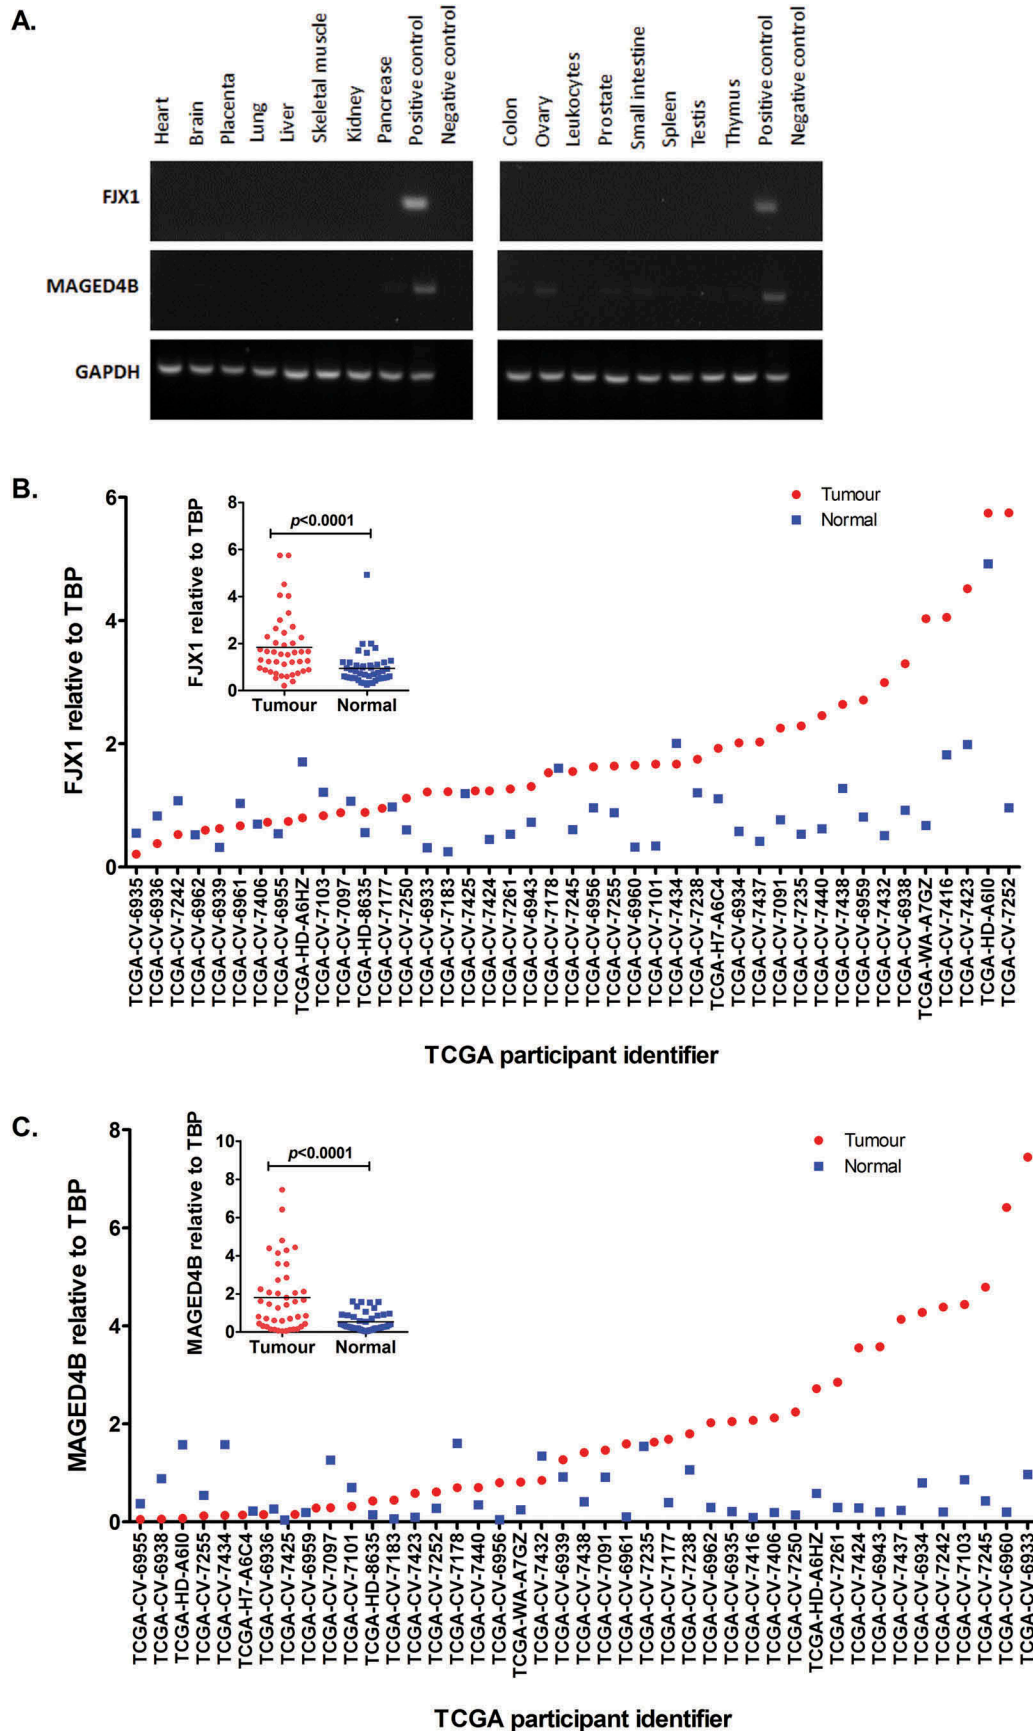 A.
Heart
Brain
Placenta
Lung
Liver
Skeletal muscle
Kidney
Pancrease
Positive control
Negative control
Colon
Ovary
Leukocytes
Prostate
Small intestine
Spleen
Testis
Thymus
Positive control
Negative control
FJX1
MAGED4B
GAPDH
B.
FJX1 relative to TBP
6
4
2
0
FJX1 relative to TBP
8
6
4
2
0
p<0.0001
Tumour Normal
Tumour
Normal
TCGA-CV-6935
TCGA-CV-6936
TCGA-CV-7242
TCGA-CV-6962
TCGA-CV-6939
TCGA-CV-6961
TCGA-CV-7406
TCGA-CV-6955
TCGA-HD-A6HZ
TCGA-CV-7103
TCGA-CV-7097
TCGA-HD-8635
TCGA-CV-7177
TCGA-CV-7250
TCGA-CV-6933
TCGA-CV-7183
TCGA-CV-7425
TCGA-CV-7424
TCGA-CV-7261
TCGA-CV-6943
TCGA-CV-7178
TCGA-CV-7245
TCGA-CV-6956
TCGA-CV-7255
TCGA-CV-6960
TCGA-CV-7101
TCGA-CV-7434
TCGA-CV-7238
TCGA-H7-A6C4
TCGA-CV-6934
TCGA-CV-7437
TCGA-CV-7091
TCGA-CV-7235
TCGA-CV-7440
TCGA-CV-7438
TCGA-CV-6959
TCGA-CV-7432
TCGA-CV-6938
TCGA-WA-A7GZ
TCGA-CV-7416
TCGA-CV-7423
TCGA-HD-A6I0
TCGA-CV-7252
TCGA participant identifier
C.
MAGED4B relative to TBP
8
6
4
2
0
MAGED4B relative to TBP
10
8
6
4
2
0
p<0.0001
Tumour Normal
Tumour
Normal
TCGA-CV-6955
TCGA-CV-6938
TCGA-HD-A6I0
TCGA-CV-7255
TCGA-CV-7434
TCGA-H7-A6C4
TCGA-CV-6936
TCGA-CV-7425
TCGA-CV-6959
TCGA-CV-7097
TCGA-CV-7101
TCGA-HD-8635
TCGA-CV-7183
TCGA-CV-7423
TCGA-CV-7252
TCGA-CV-7178
TCGA-CV-7440
TCGA-CV-6956
TCGA-WA-A7GZ
TCGA-CV-7432
TCGA-CV-6939
TCGA-CV-7438
TCGA-CV-7091
TCGA-CV-6961
TCGA-CV-7235
TCGA-CV-7177
TCGA-CV-7238
TCGA-CV-6962
TCGA-CV-6935
TCGA-CV-7416
TCGA-CV-7406
TCGA-CV-7250
TCGA-HD-A6HZ
TCGA-CV-7261
TCGA-CV-7424
TCGA-CV-6943
TCGA-CV-7437
TCGA-CV-6934
TCGA-CV-7242
TCGA-CV-7103
TCGA-CV-7245
TCGA-CV-6960
TCGA-CV-6933
TCGA participant identifier